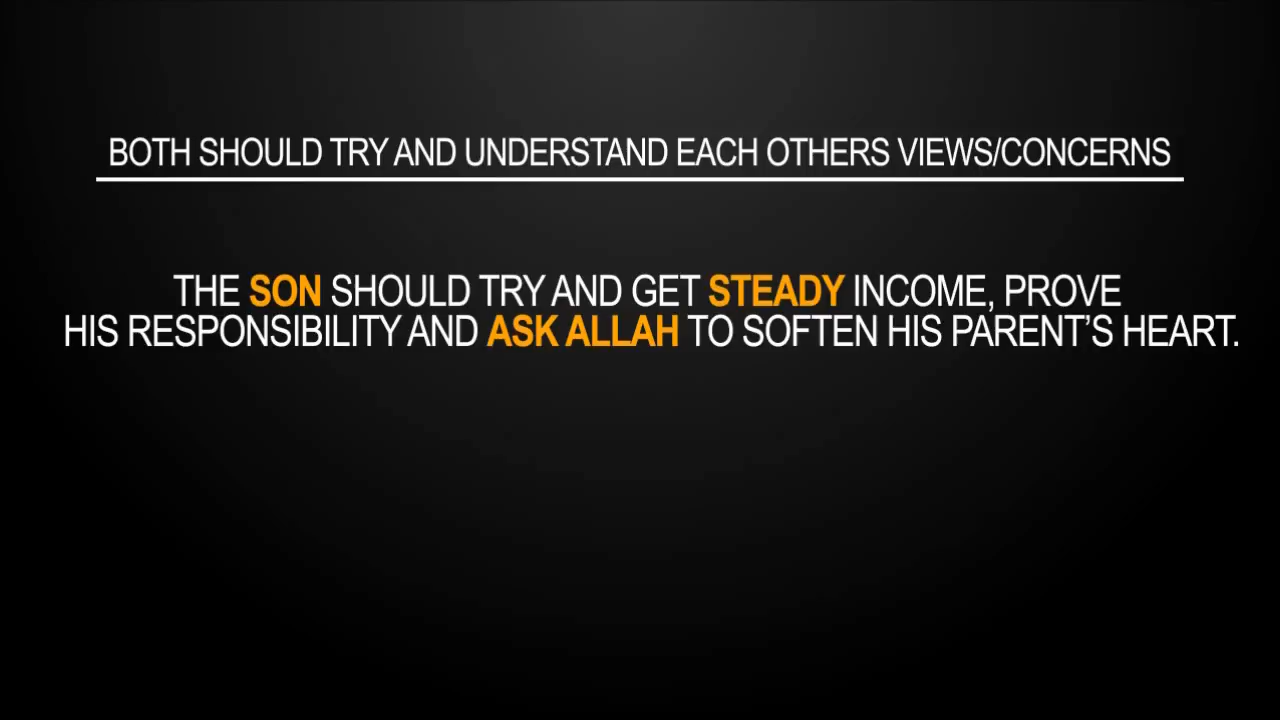 BOTH SHOULD TRY AND UNDERSTAND EACH OTHERS VIEWS/CONCERNS
THE SON SHOULD TRY AND GET STEADY INCOME, PROVE
HIS RESPONSIBILITY AND ASK ALLAH TO SOFTEN HIS PARENT’S HEART.